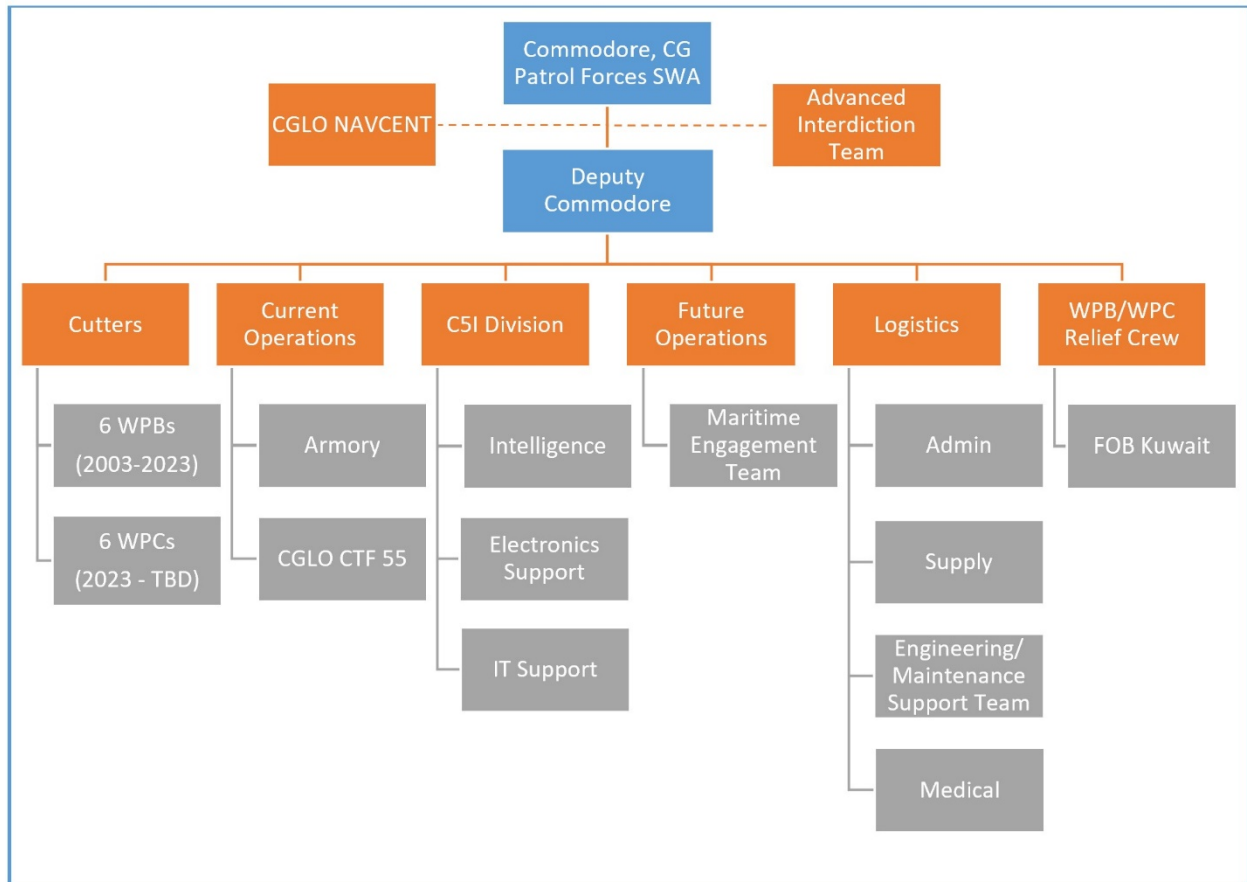 Commodore, CG
Patrol Forces SWA
CGLO NAVCENT
Advanced
Interdiction
Team
Deputy
Commodore
Cutters
Current
Operations
C5I Division
Future
Operations
Logistics
WPB/WPC
Relief Crew
6 WPBs
(2003-2023)
6 WPCs
(2023 - TBD)
Armory
CGLO CTF 55
Intelligence
Electronics
Support
IT Support
Maritime
Engagement
Team
Admin
Supply
Engineering/
Maintenance
Support Team
Medical
FOB Kuwait